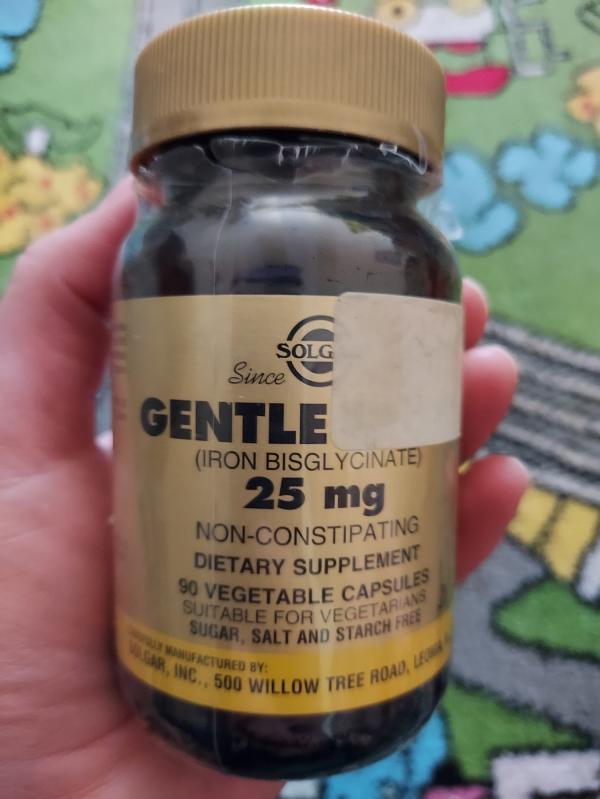 SOLG
Since
GENTLE
(IRON BISGLYCINATE)
25 mg
NON-CONSTIPATING
DIETARY SUPPLEMENT
90 VEGETABLE CAPSULES
SUITABLE FOR VEGETARIANS
SUGAR, SALT AND STARCH FREE
MANUFACTURED BY:
SOLGAR, INC., 500 WILLOW TREE ROAD, LEONIA,